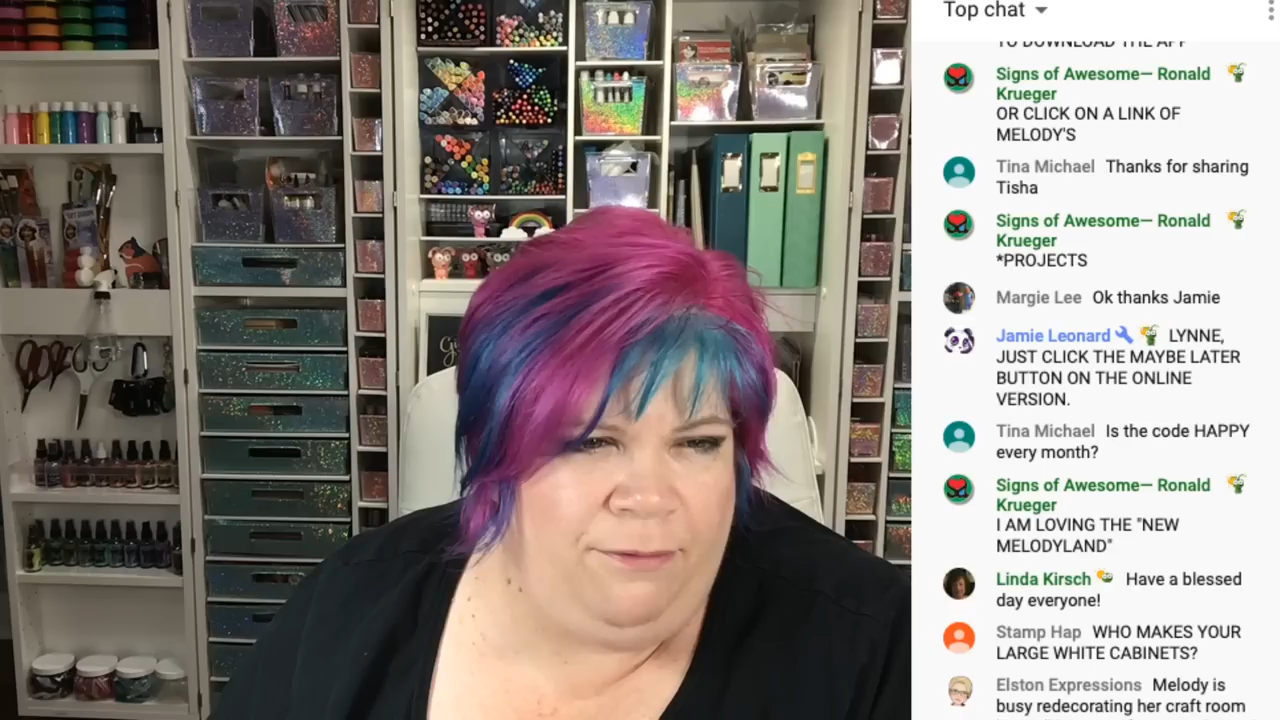 Top chat
TO DOWNLOAD THE APP
Signs of Awesome— Ronald
Krueger
OR CLICK ON A LINK OF
MELODY'S
Tina Michael Thanks for sharing
Tisha
Signs of Awesome— Ronald
Krueger
*PROJECTS
Margie Lee Ok thanks Jamie
Jamie Leonard LYNNE,
JUST CLICK THE MAYBE LATER
BUTTON ON THE ONLINE
VERSION.
Tina Michael Is the code HAPPY
every month?
Signs of Awesome— Ronald
Krueger
I AM LOVING THE "NEW
MELODYLAND"
Linda Kirsch Have a blessed
day everyone!
Stamp Hap WHO MAKES YOUR
LARGE WHITE CABINETS?
Elston Expressions Melody is
busy redecorating her craft room